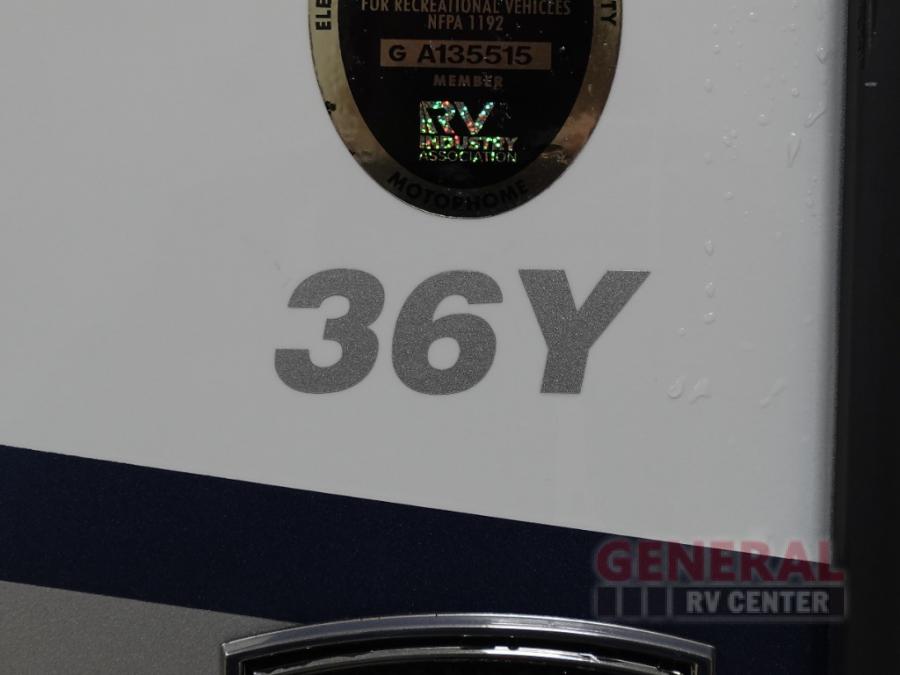 FOR RECREATIONAL VEHICLES
NFPA 1192
G A135515
MEMBER
RV
INDUSTRY
ASSOCIATION
MOTORHOME
36Y
GENERAL
RV CENTER